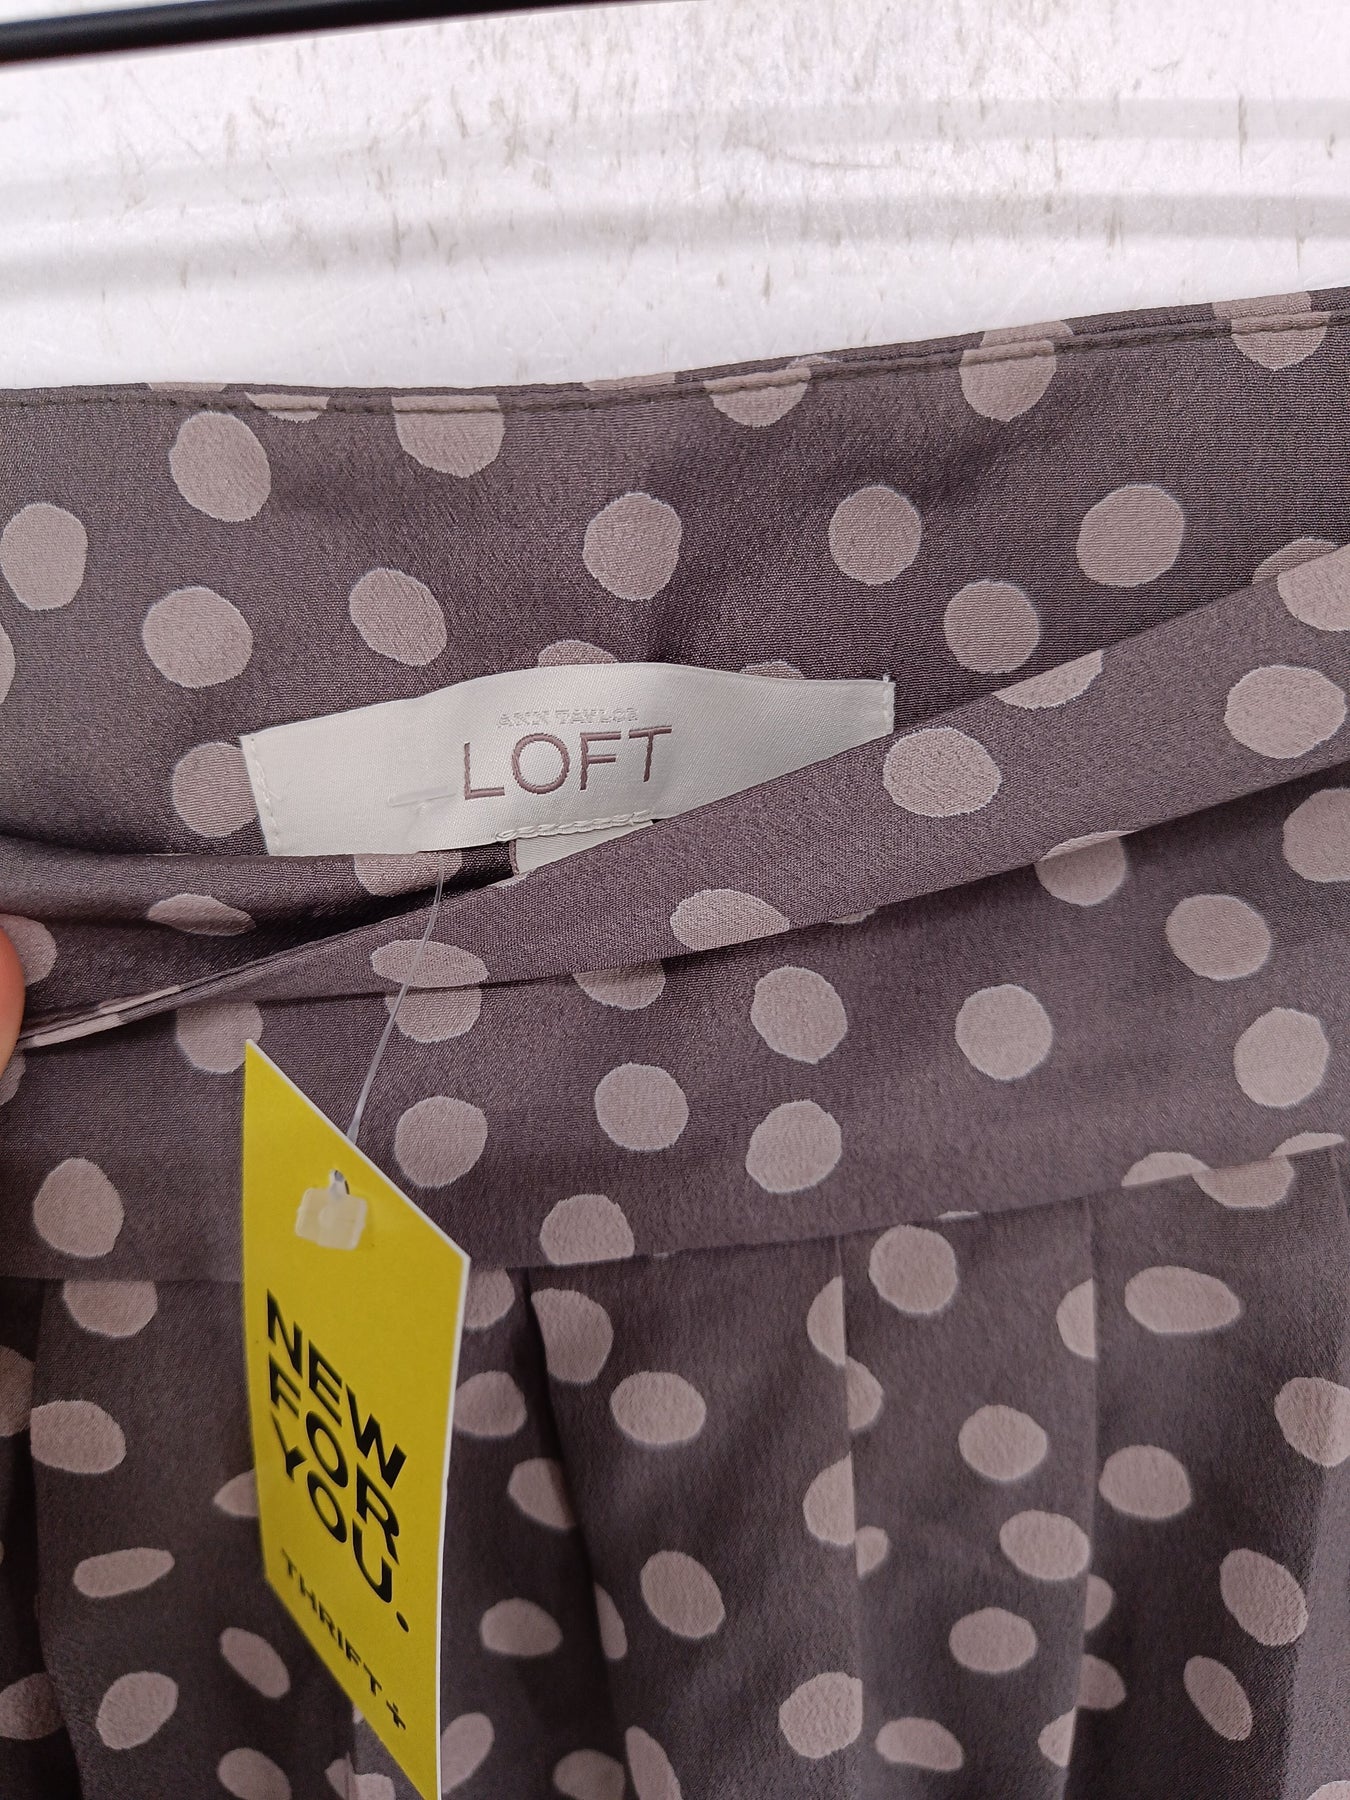 ANN TAYLOR
LOFT
NEW
FOR
YOU.
THRIFT+